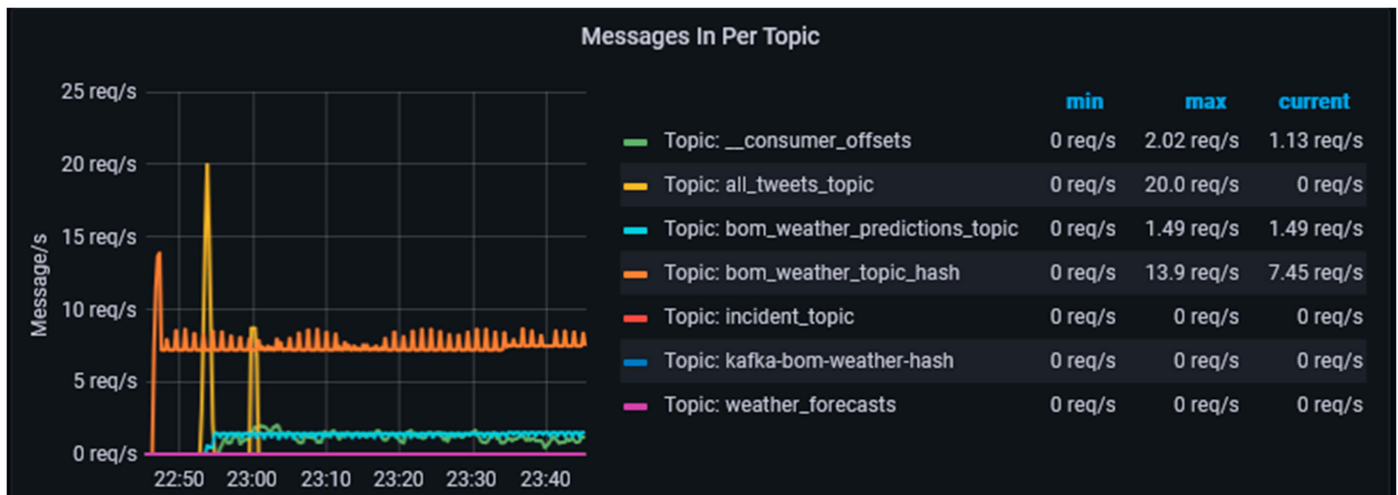 Messages In Per Topic
Message/s
25 req/s
20 req/s
15 req/s
10 req/s
5 req/s
0 req/s
22:50 23:00 23:10 23:20 23:30 23:40
min max current
Topic: __consumer_offsets 0 req/s 2.02 req/s 1.13 req/s
Topic: all_tweets_topic 0 req/s 20.0 req/s 0 req/s
Topic: bom_weather_predictions_topic 0 req/s 1.49 req/s 1.49 req/s
Topic: bom_weather_topic_hash 0 req/s 13.9 req/s 7.45 req/s
Topic: incident_topic 0 req/s 0 req/s 0 req/s
Topic: kafka-bom-weather-hash 0 req/s 0 req/s 0 req/s
Topic: weather_forecasts 0 req/s 0 req/s 0 req/s